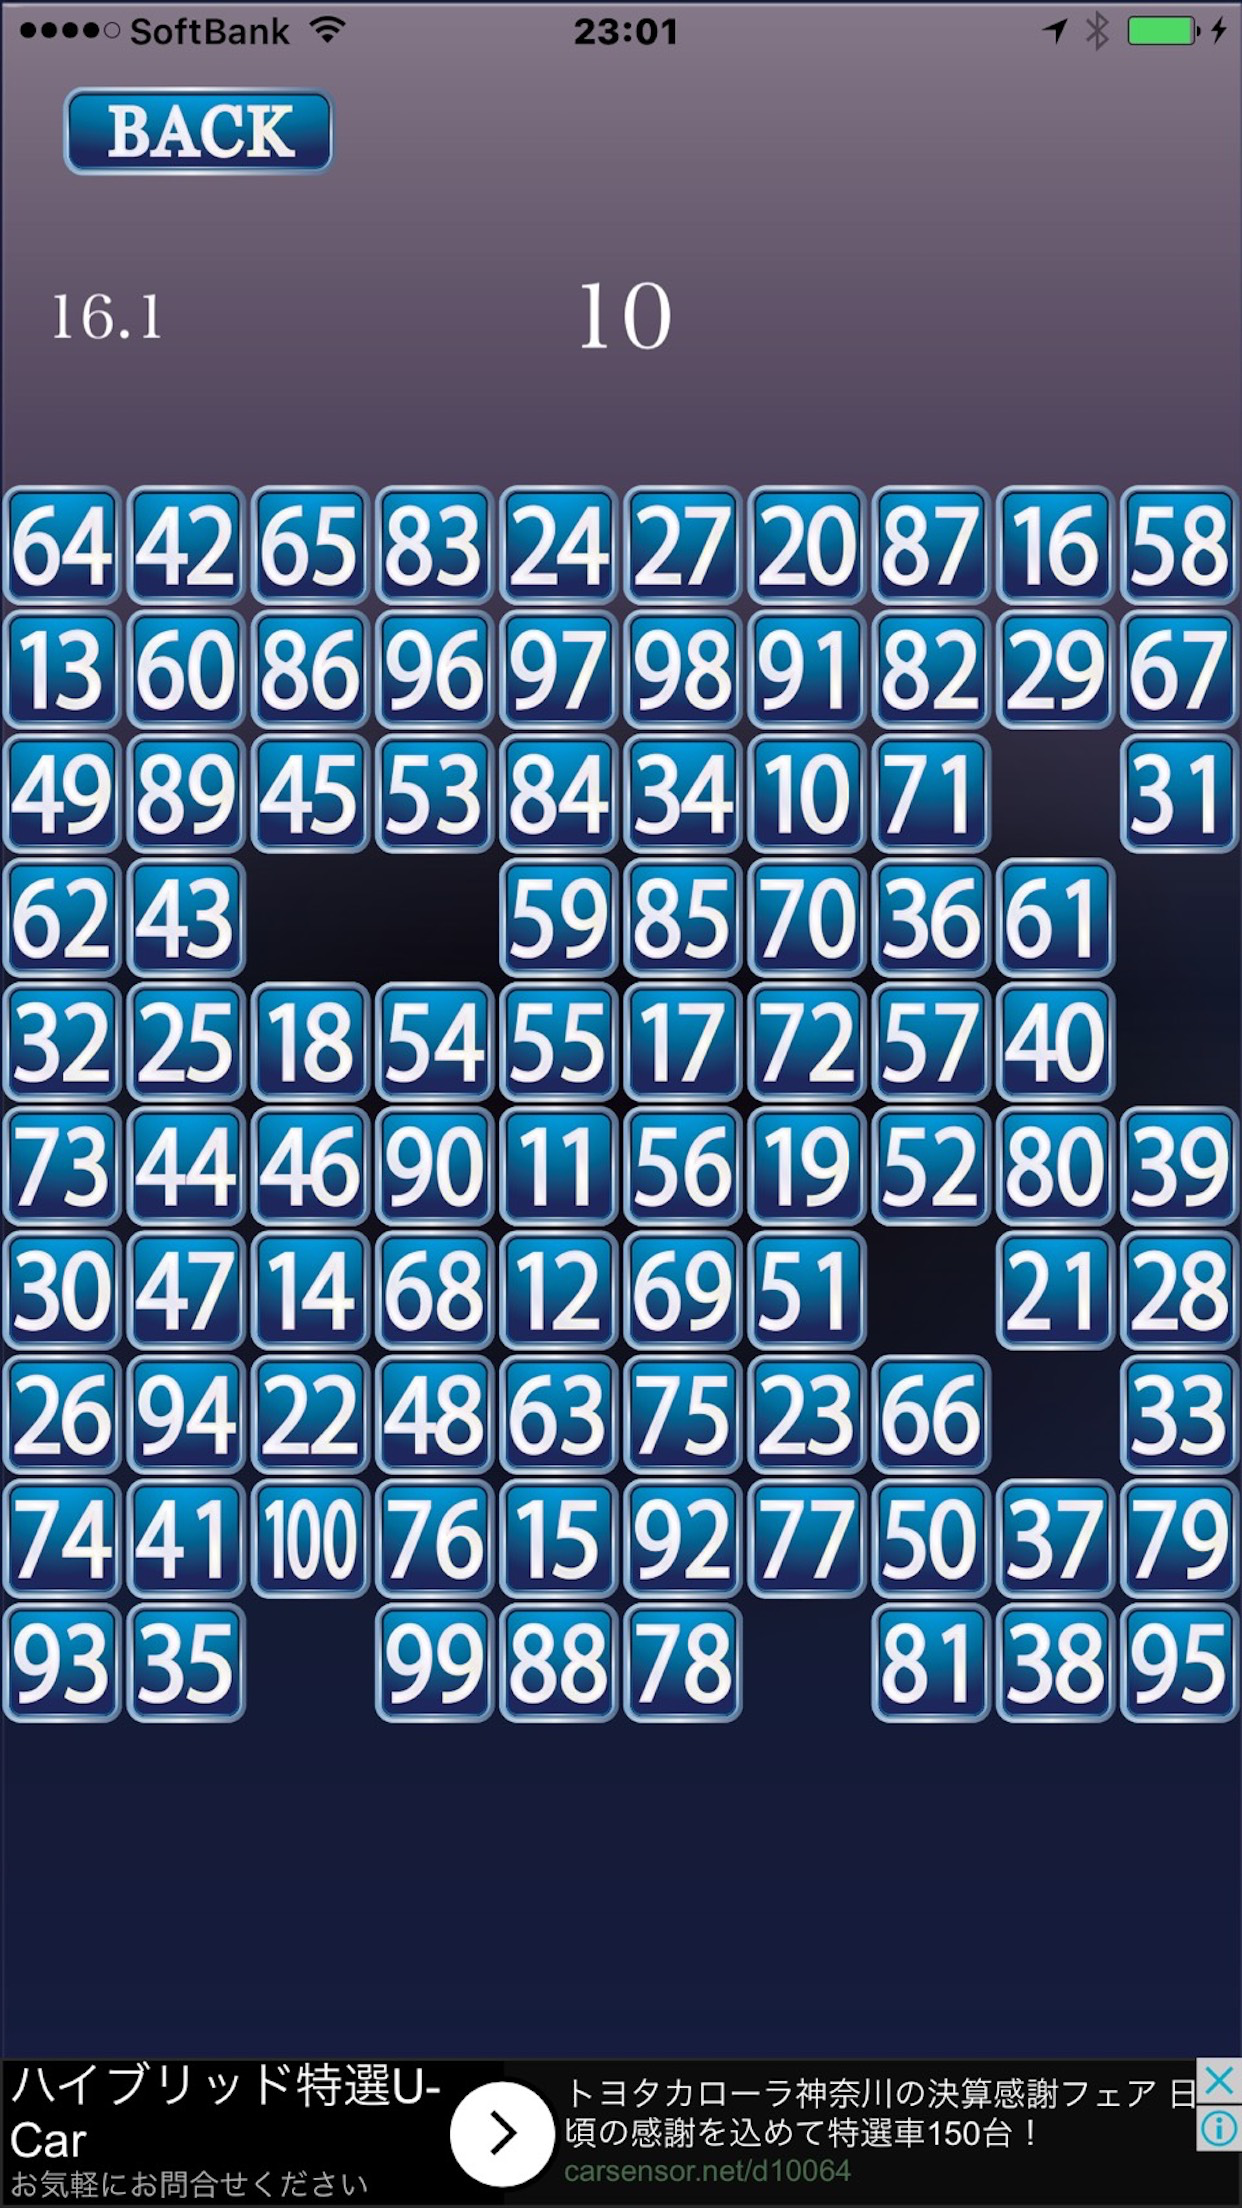 SoftBank 23:01
BACK
16.1 10
64 42 65 83 24 27 20 87 16 58
13 60 86 96 97 98 91 82 29 67
49 89 45 53 84 34 10 71 31
62 43 59 85 70 36 61
32 25 18 54 55 17 72 57 40
73 44 46 90 11 56 19 52 80 39
30 47 14 68 12 69 51 21 28
26 94 22 48 63 75 23 66 33
74 41 100 76 15 92 77 50 37 79
93 35 99 88 78 81 38 95
ハイブリッド特選U-
Car
お気軽にお問合せください
トヨタカローラ神奈川の決算感謝フェア 日
頃の感謝を込めて特選車150台！
carsensor.net/d10064